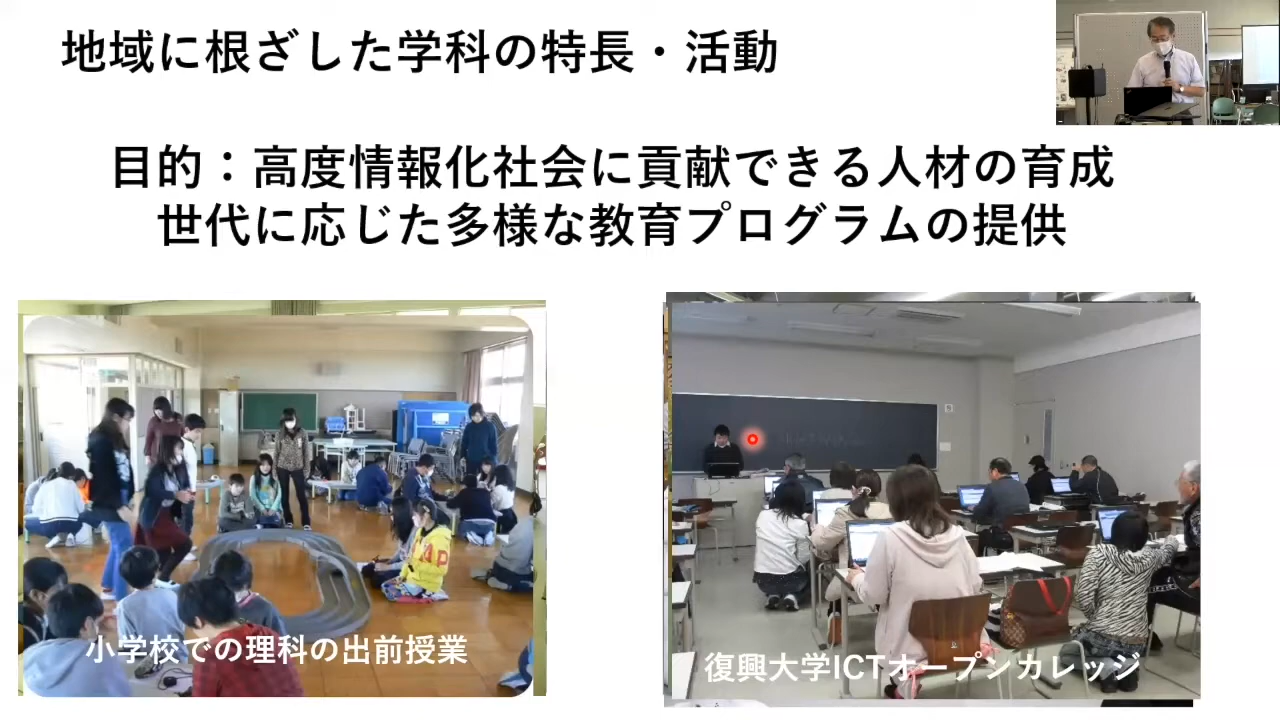 地域に根ざした学科の特長・活動
目的：高度情報化社会に貢献できる人材の育成
世代に応じた多様な教育プログラムの提供
小学校での理科の出前授業
復興大学ICTオープンカレッジ